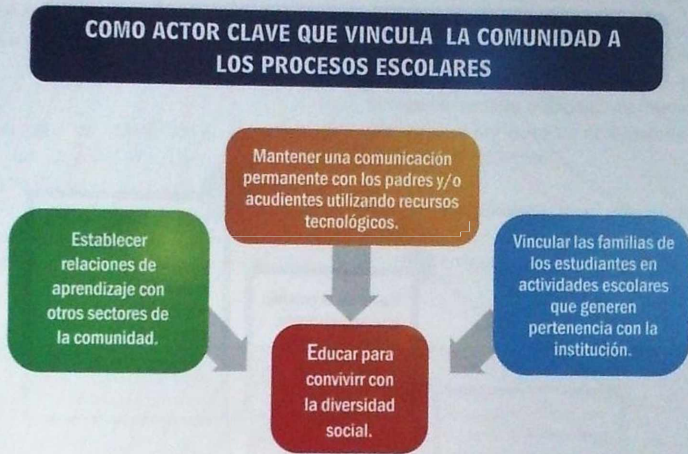 COMO ACTOR CLAVE QUE VINCULA LA COMUNIDAD A
LOS PROCESOS ESCOLARES
Mantener una comunicación
permanente con los padres y/o
acudientes utilizando recursos
tecnológicos.
Establecer
relaciones de
aprendizaje con
otros sectores de
la comunidad.
Vincular las familias de
los estudiantes en
actividades escolares
que generen
pertenencia con la
institución.
Educar para
convivirr con
la diversidad
social.